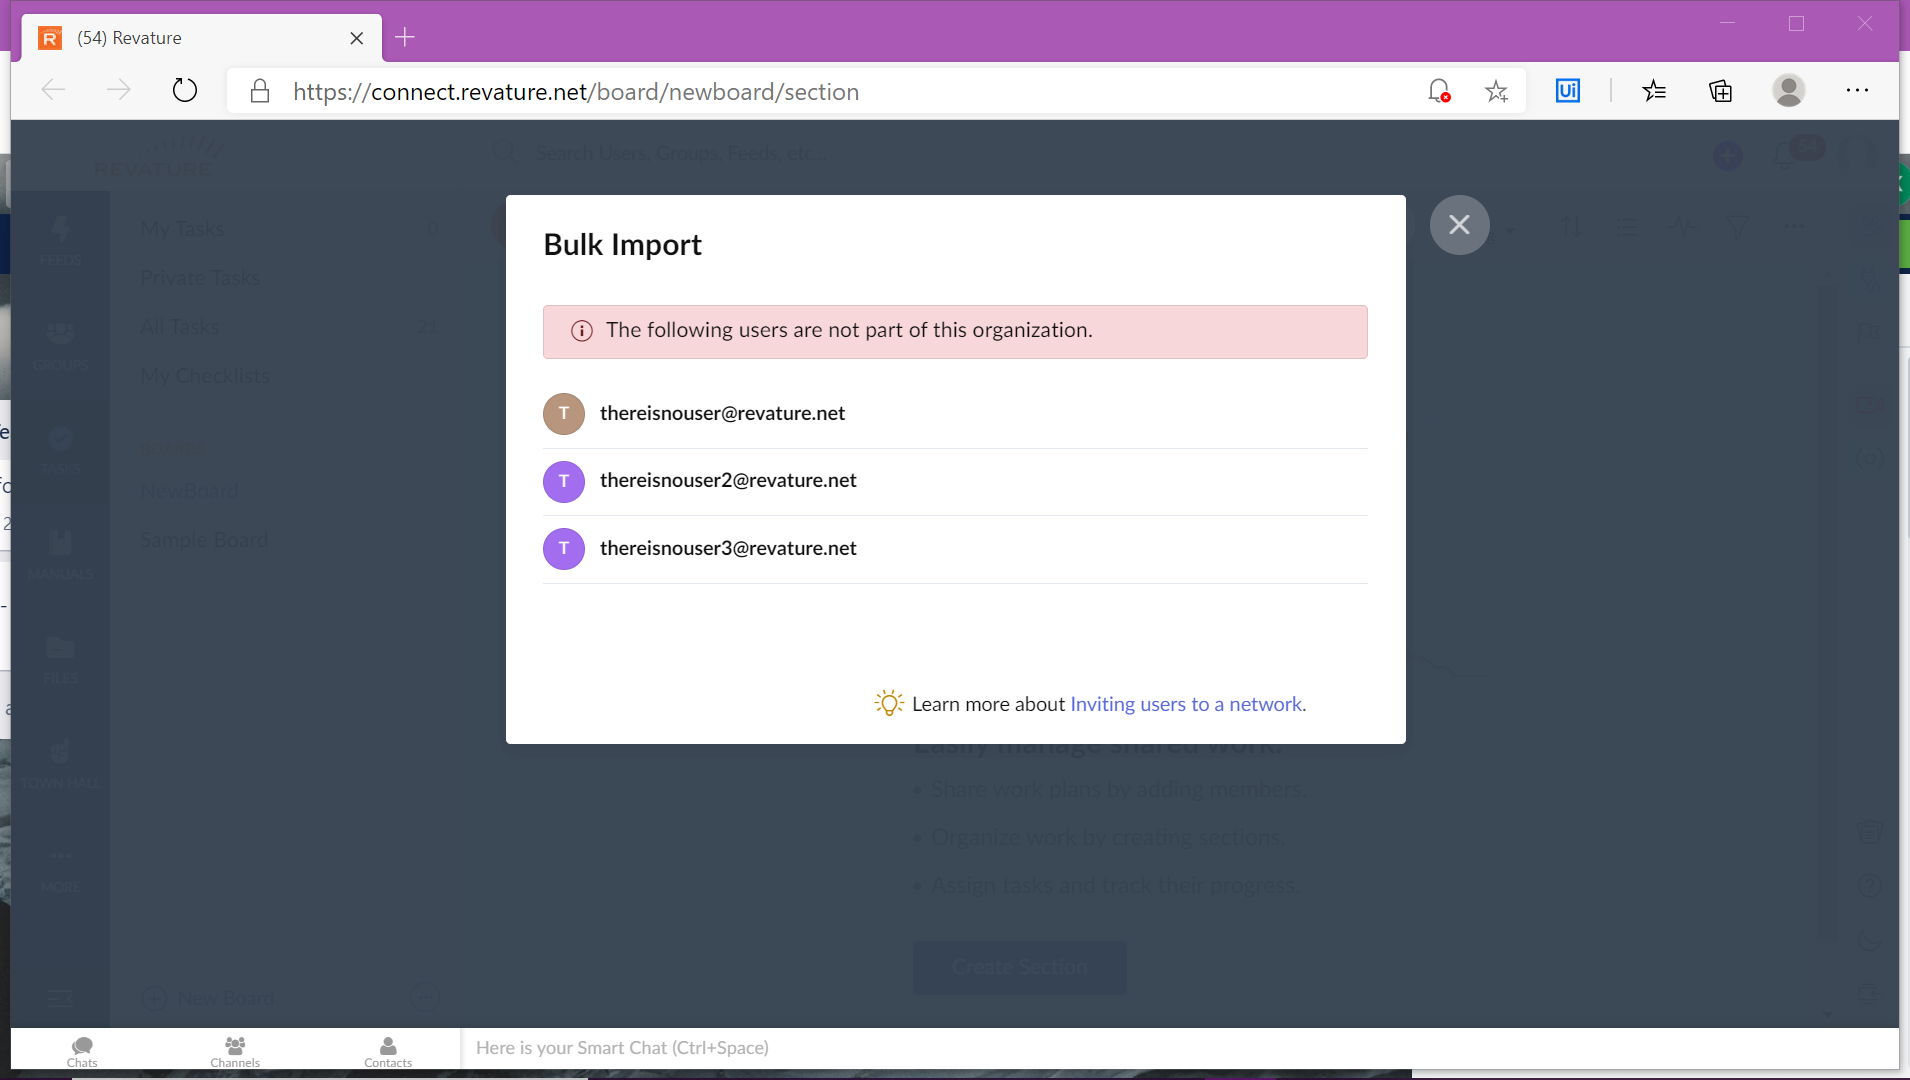 (54) Revature
https://connect.revature.net/board/newboard/section
Ui
REVATURE
Search Users, Groups, Feeds, etc...
54
FEEDS
GROUPS
TASKS
MANUALS
FILES
TOWN HALL
MORE
My Tasks 0
Private Tasks
All Tasks 21
My Checklists
BOARDS
NewBoard
Sample Board
New Board
Bulk Import
The following users are not part of this organization.
T thereisnouser@revature.net
T thereisnouser2@revature.net
T thereisnouser3@revature.net
Learn more about Inviting users to a network.
Easily manage shared work.
• Share work plans by adding members.
• Organize work by creating sections.
• Assign tasks and track their progress.
Create Section
Chats
Channels
Contacts
Here is your Smart Chat (Ctrl+Space)